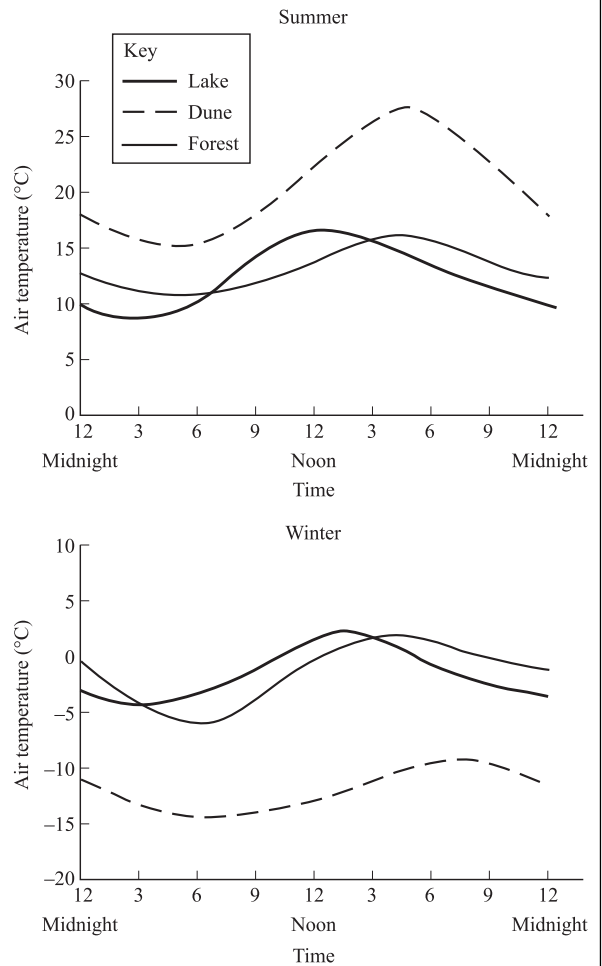 Summer
Key
Lake
Dune
Forest
Air temperature (°C)
30
25
20
15
10
5
0
12 3 6 9 12 3 6 9 12
Midnight Noon Midnight
Time
Winter
Air temperature (°C)
10
5
0
–5
–10
–15
–20
12 3 6 9 12 3 6 9 12
Midnight Noon Midnight
Time